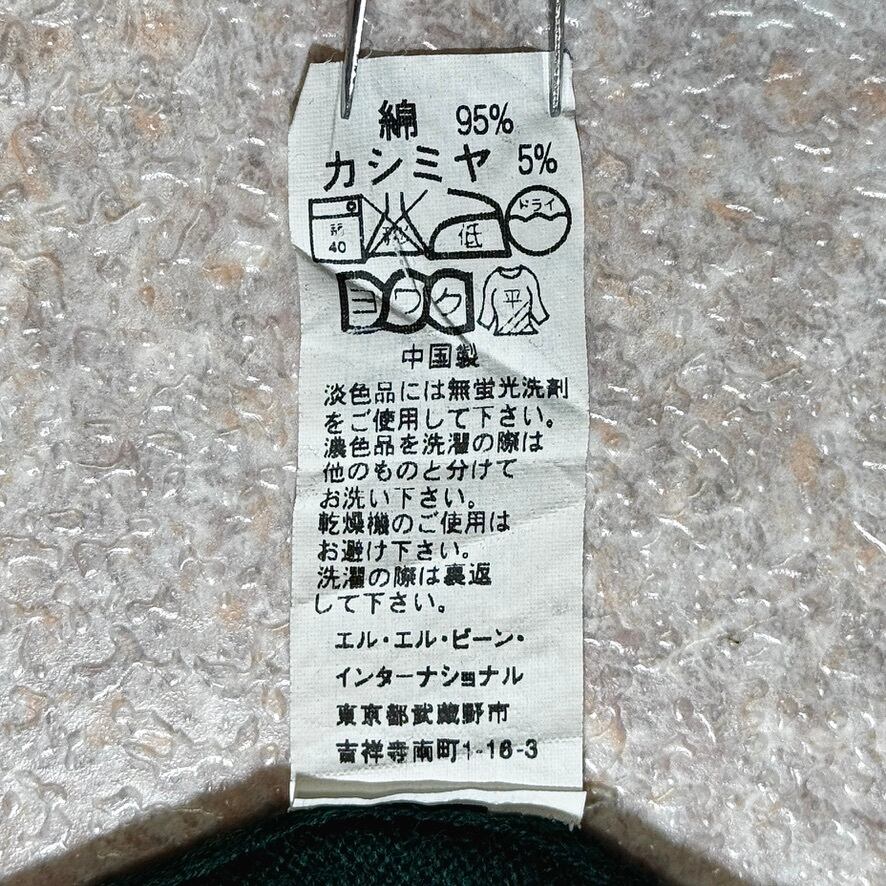 綿 95%
カシミヤ 5%
弱 40 低 ドライ
ヨワク 平
中国製
淡色品には無蛍光洗剤
をご使用して下さい。
濃色品を洗濯の際は
他のものと分けて
お洗い下さい。
乾燥機のご使用は
お避け下さい。
洗濯の際は裏返
して下さい。
エル・エル・ビーン・
インターナショナル
東京都武蔵野市
吉祥寺南町1-16-3